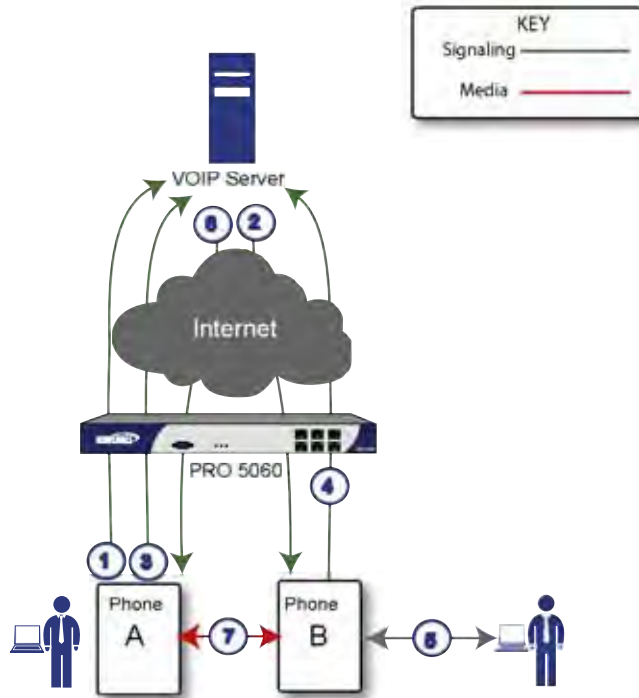 KEY
Signaling
Media
VOIP Server
6 2
Internet
PRO 5060
4
1 3
Phone
A
7
Phone
B
5